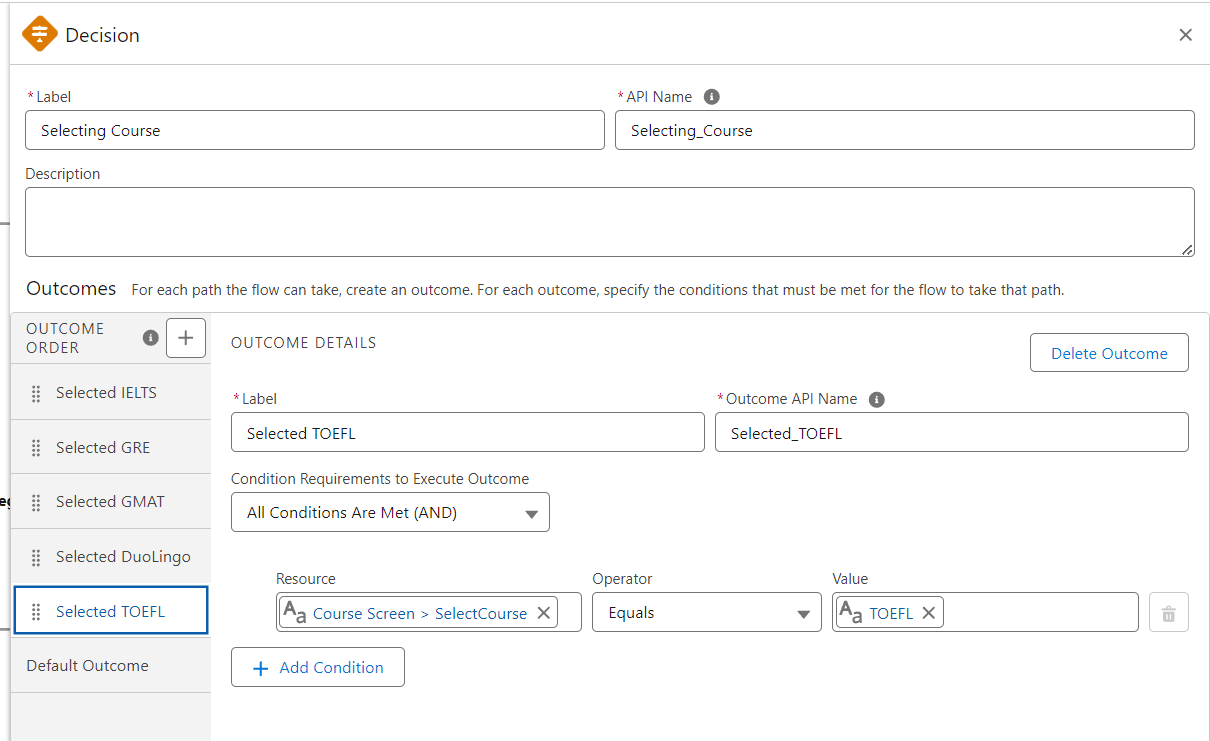 Decision
*Label
*API Name
Selecting Course
Selecting_Course
Description
Outcomes For each path the flow can take, create an outcome. For each outcome, specify the conditions that must be met for the flow to take that path.
OUTCOME
ORDER
OUTCOME DETAILS
Delete Outcome
Selected IELTS
Selected GRE
Selected GMAT
Selected DuoLingo
Selected TOEFL
Default Outcome
*Label
*Outcome API Name
Selected TOEFL
Selected_TOEFL
Condition Requirements to Execute Outcome
All Conditions Are Met (AND)
Resource
Operator
Value
Aa Course Screen > SelectCourse
Equals
Aa TOEFL
+ Add Condition